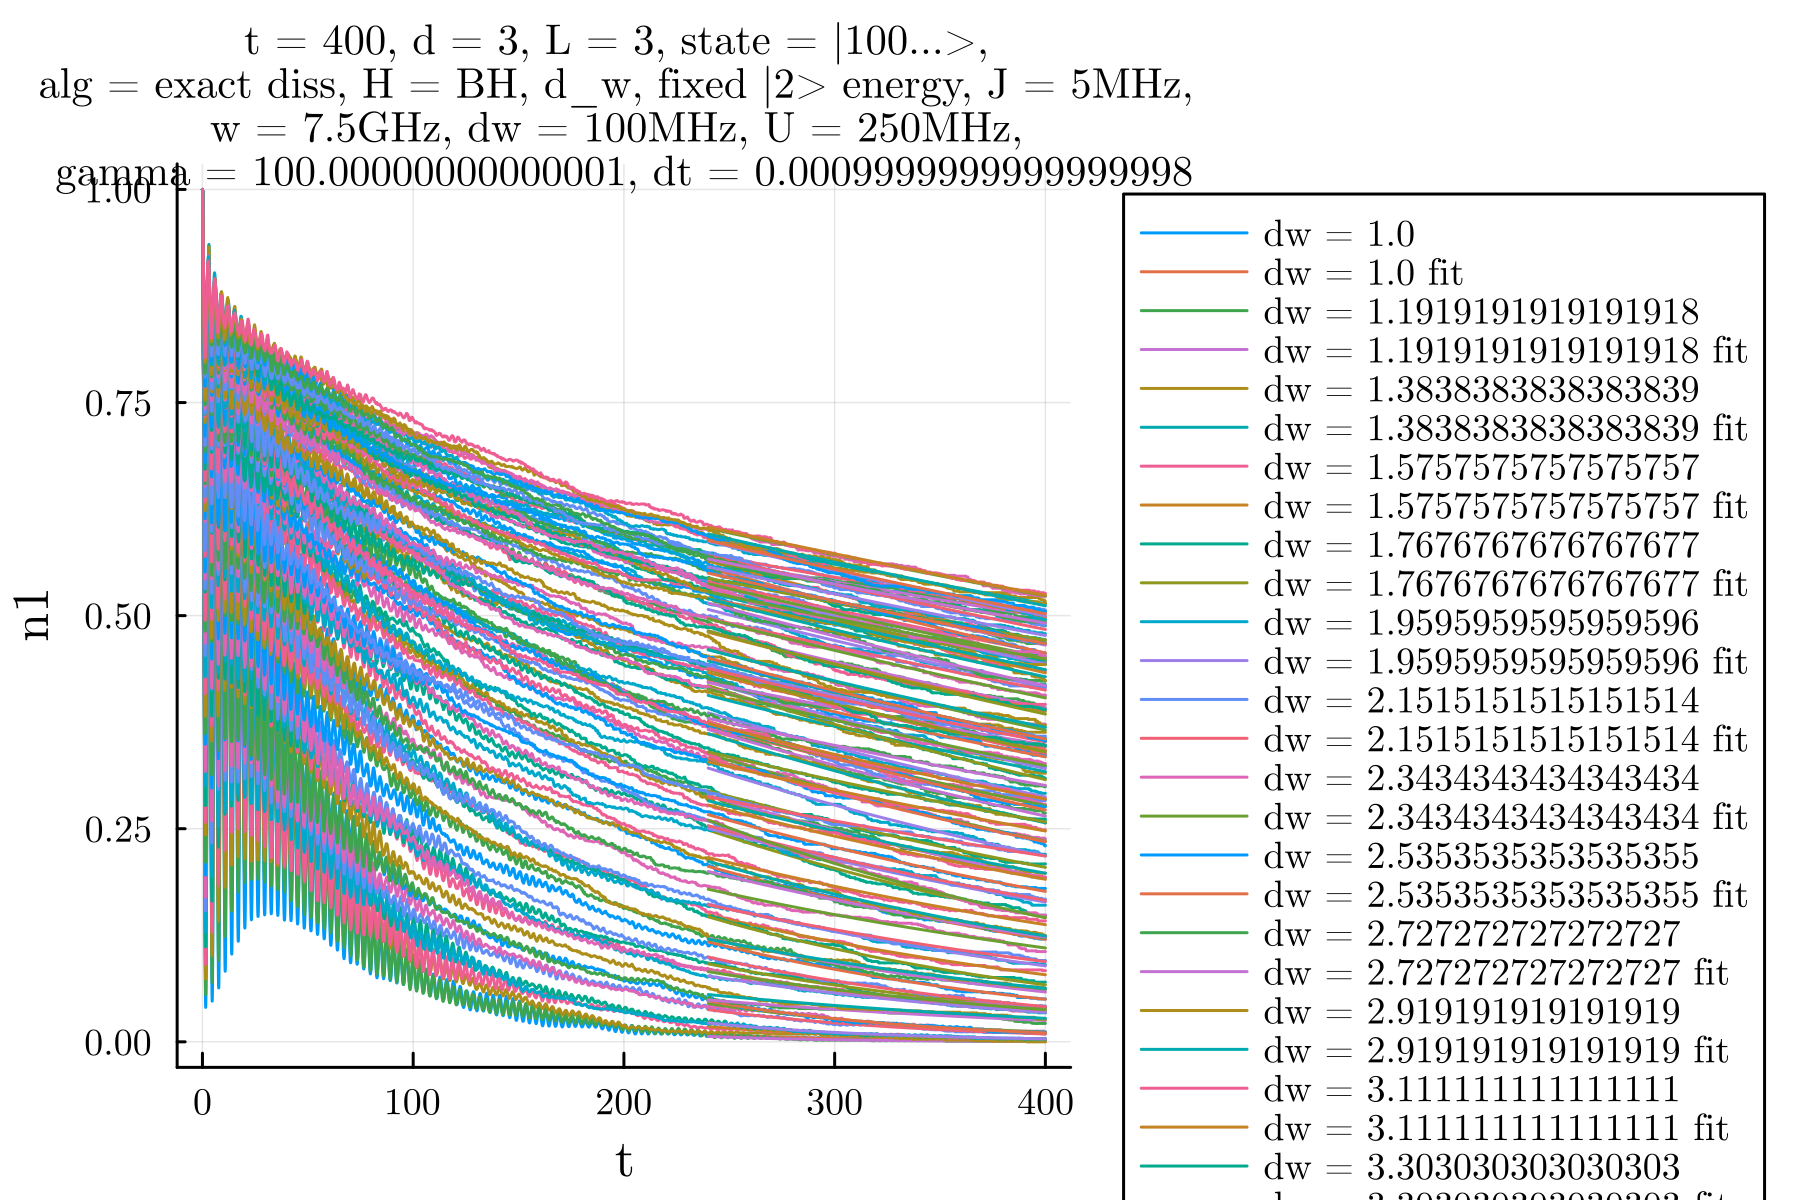 t = 400, d = 3, L = 3, state = |100...>,
alg = exact diss, H = BH, d_w, fixed |2> energy, J = 5MHz,
w = 7.5GHz, dw = 100MHz, U = 250MHz,
gamma = 100.00000000000001, dt = 0.0009999999999999998
1.00
0.75
0.50
0.25
0.00
n1
0
100
200
300
400
t
dw = 1.0
dw = 1.0 fit
dw = 1.1919191919191918
dw = 1.1919191919191918 fit
dw = 1.3838383838383839
dw = 1.3838383838383839 fit
dw = 1.5757575757575757
dw = 1.5757575757575757 fit
dw = 1.7676767676767677
dw = 1.7676767676767677 fit
dw = 1.9595959595959596
dw = 1.9595959595959596 fit
dw = 2.1515151515151514
dw = 2.1515151515151514 fit
dw = 2.3434343434343434
dw = 2.3434343434343434 fit
dw = 2.5353535353535355
dw = 2.5353535353535355 fit
dw = 2.727272727272727
dw = 2.727272727272727 fit
dw = 2.919191919191919
dw = 2.919191919191919 fit
dw = 3.111111111111111
dw = 3.111111111111111 fit
dw = 3.303030303030303